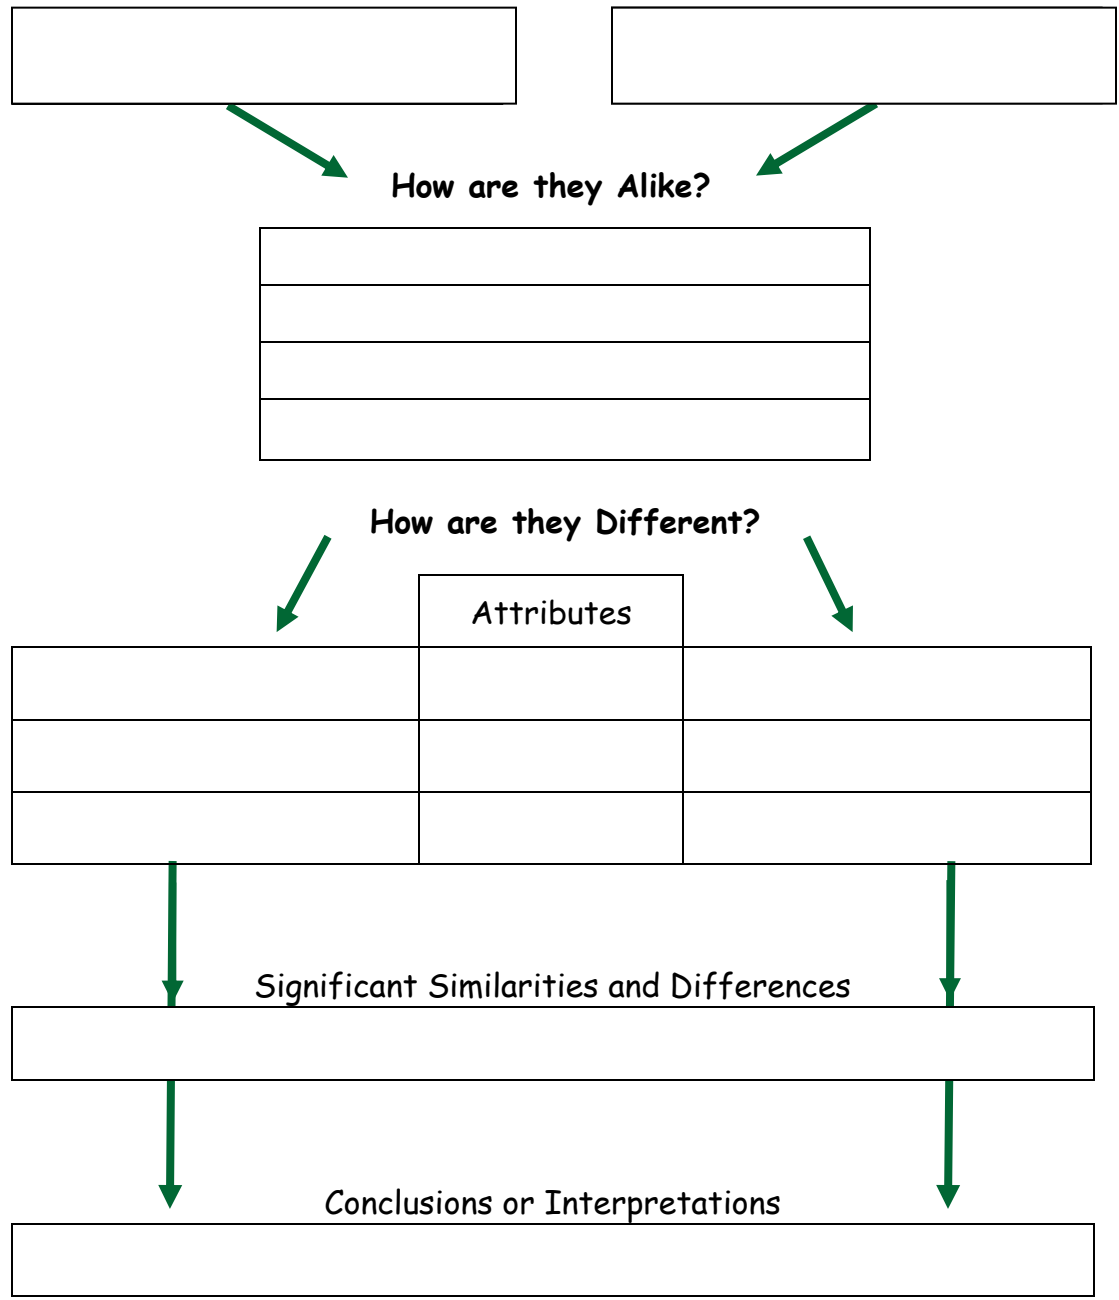 How are they Alike?
How are they Different?
Attributes
Significant Similarities and Differences
Conclusions or Interpretations